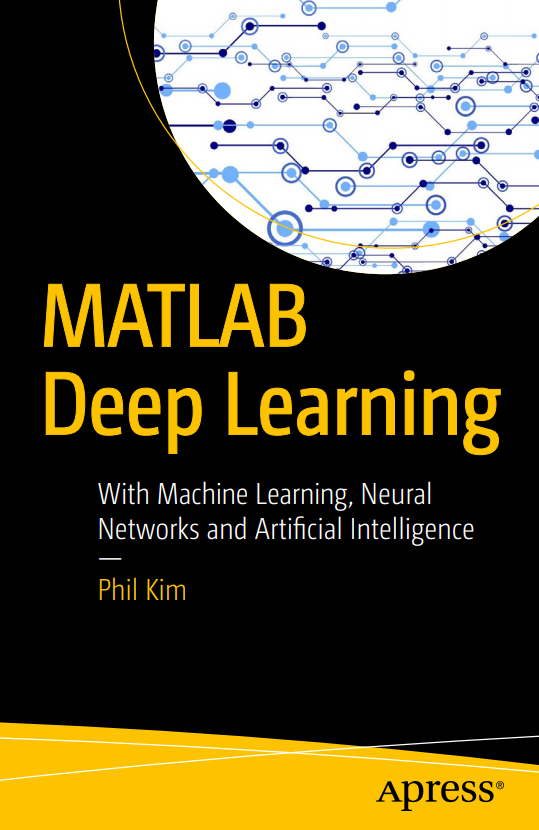 MATLAB
Deep Learning
With Machine Learning, Neural
Networks and Artificial Intelligence
—
Phil Kim
Apress®